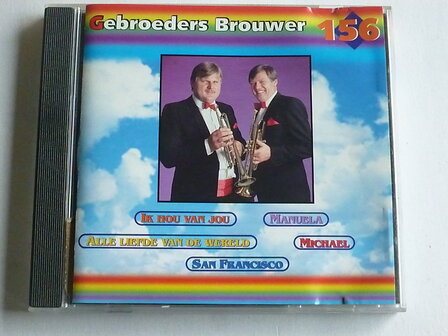 Gebroeders Brouwer
156
IK HOU VAN JOU MANUELA
ALLE LIEFDE VAN DE WERELD MICHAEL
SAN FRANCISCO